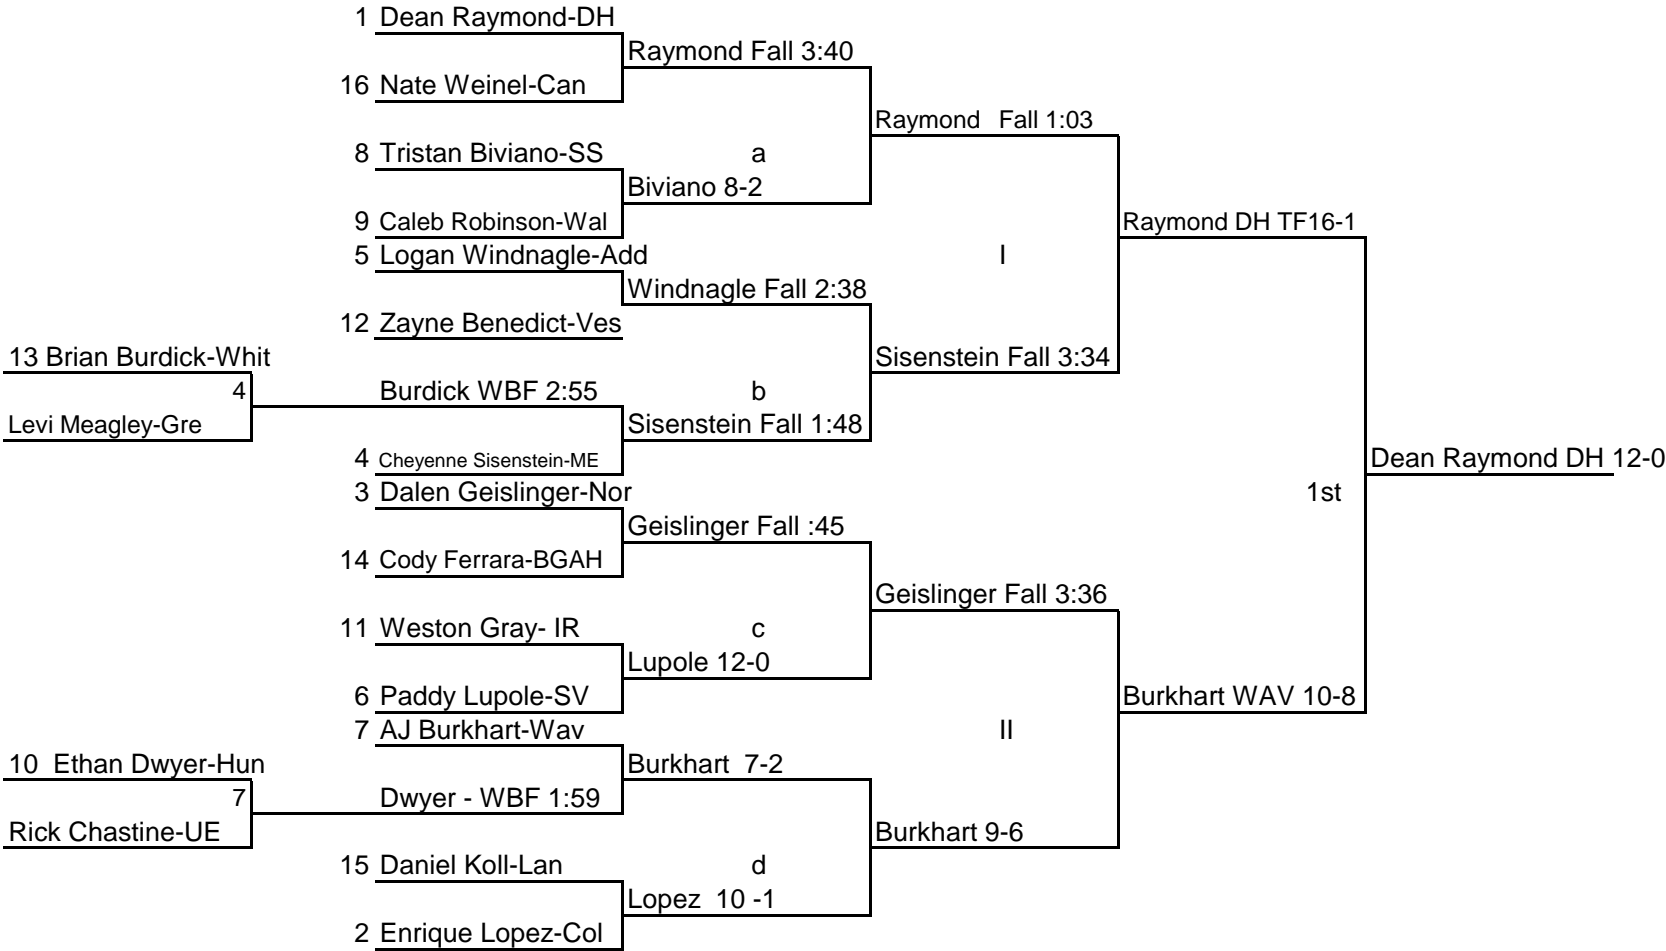 1 Dean Raymond-DH
Raymond Fall 3:40
16 Nate Weinel-Can
Raymond Fall 1:03
8 Tristan Biviano-SS
a
Biviano 8-2
9 Caleb Robinson-Wal
Raymond DH TF16-1
5 Logan Windnagle-Add
I
Windnagle Fall 2:38
12 Zayne Benedict-Ves
13 Brian Burdick-Whit
Sisenstein Fall 3:34
4
Burdick WBF 2:55
b
Levi Meagley-Gre
Sisenstein Fall 1:48
4 Cheyenne Sisenstein-ME
Dean Raymond DH 12-0
3 Dalen Geislinger-Nor
1st
Geislinger Fall :45
14 Cody Ferrara-BGAH
Geislinger Fall 3:36
11 Weston Gray- IR
c
Lupole 12-0
6 Paddy Lupole-SV
Burkhart WAV 10-8
7 AJ Burkhart-Wav
II
10 Ethan Dwyer-Hun
Burkhart 7-2
7
Dwyer - WBF 1:59
Rick Chastine-UE
Burkhart 9-6
15 Daniel Koll-Lan
d
Lopez 10 -1
2 Enrique Lopez-Col